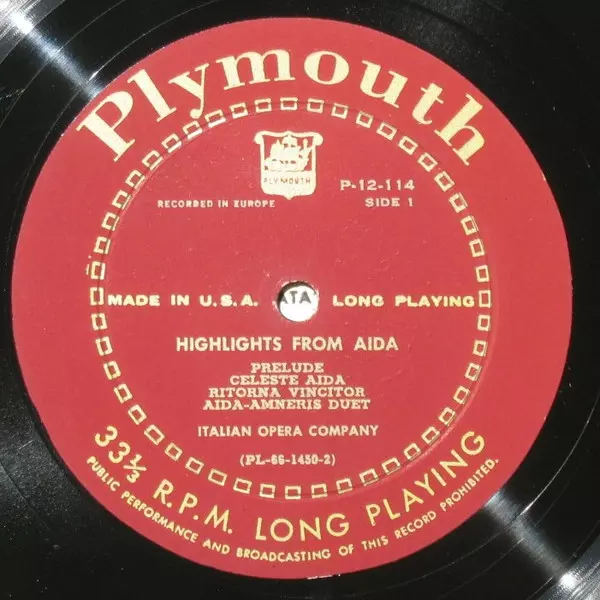 Plymouth
PLYMOUTH
P-12-114
RECORDED IN EUROPE
SIDE 1
MADE IN U.S.A.
ATA
LONG PLAYING
HIGHLIGHTS FROM AIDA
PRELUDE
CELESTE AIDA
RITORNA VINCITOR
AIDA-AMNERIS DUET
ITALIAN OPERA COMPANY
(PL-66-1450-2)
33⅓ R.P.M. LONG PLAYING
PUBLIC PERFORMANCE AND BROADCASTING OF THIS RECORD PROHIBITED.